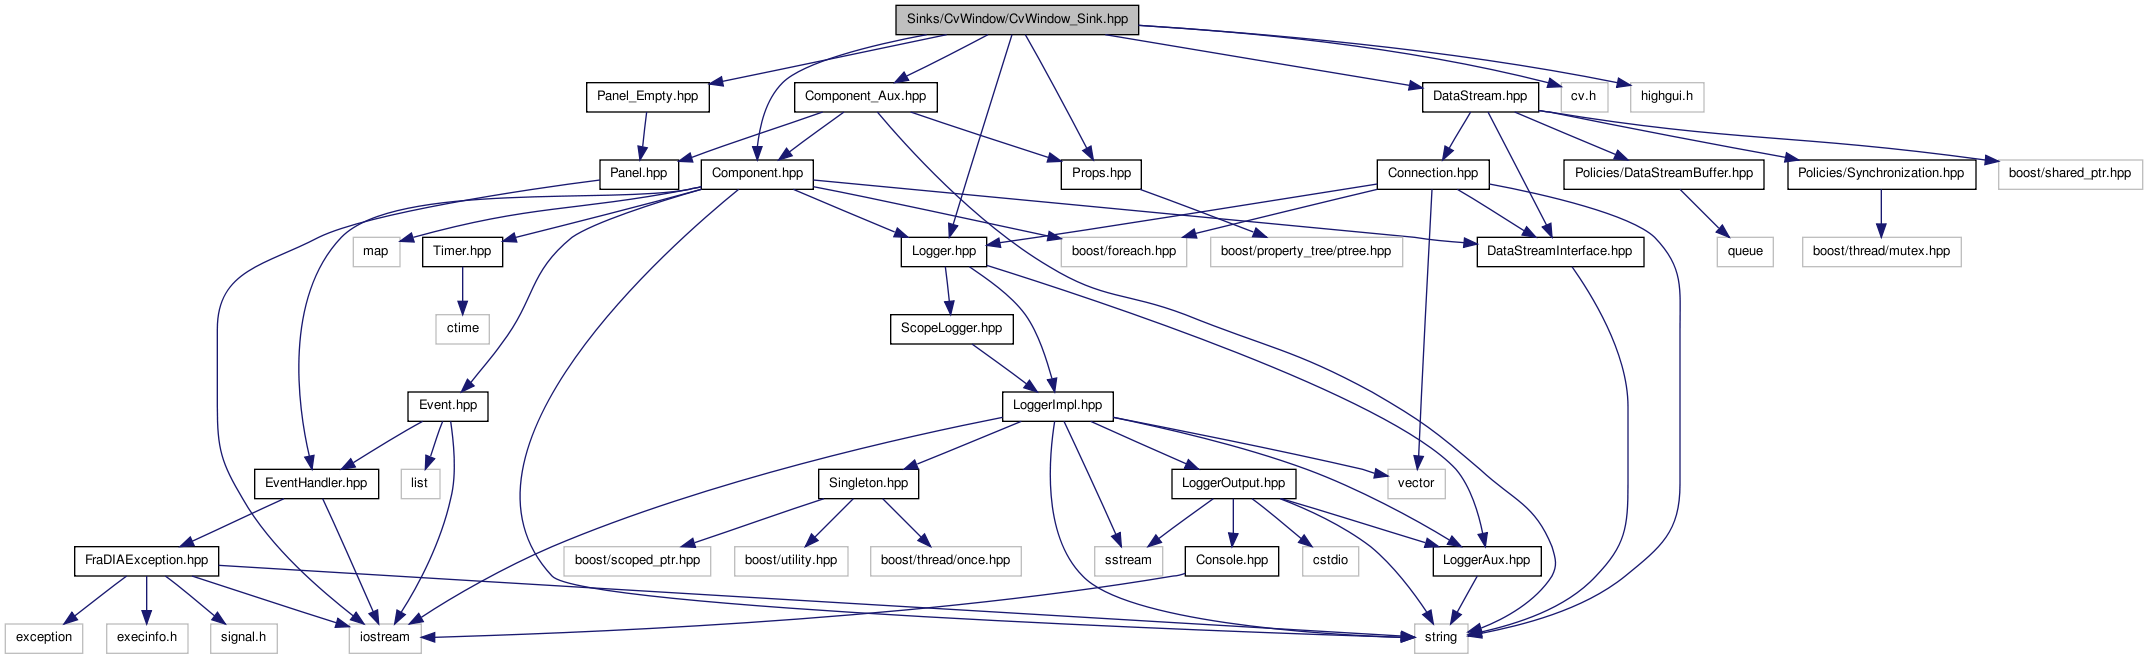 Sinks/CvWindow/CvWindow_Sink.hpp
Panel_Empty.hpp
Component_Aux.hpp
DataStream.hpp
cv.h
highgui.h
Panel.hpp
Component.hpp
Props.hpp
Connection.hpp
Policies/DataStreamBuffer.hpp
Policies/Synchronization.hpp
boost/shared_ptr.hpp
map
Timer.hpp
Logger.hpp
boost/foreach.hpp
boost/property_tree/ptree.hpp
DataStreamInterface.hpp
queue
boost/thread/mutex.hpp
ctime
ScopeLogger.hpp
Event.hpp
LoggerImpl.hpp
EventHandler.hpp
list
Singleton.hpp
LoggerOutput.hpp
vector
FraDIAException.hpp
boost/scoped_ptr.hpp
boost/utility.hpp
boost/thread/once.hpp
sstream
Console.hpp
cstdio
LoggerAux.hpp
exception
execinfo.h
signal.h
iostream
string